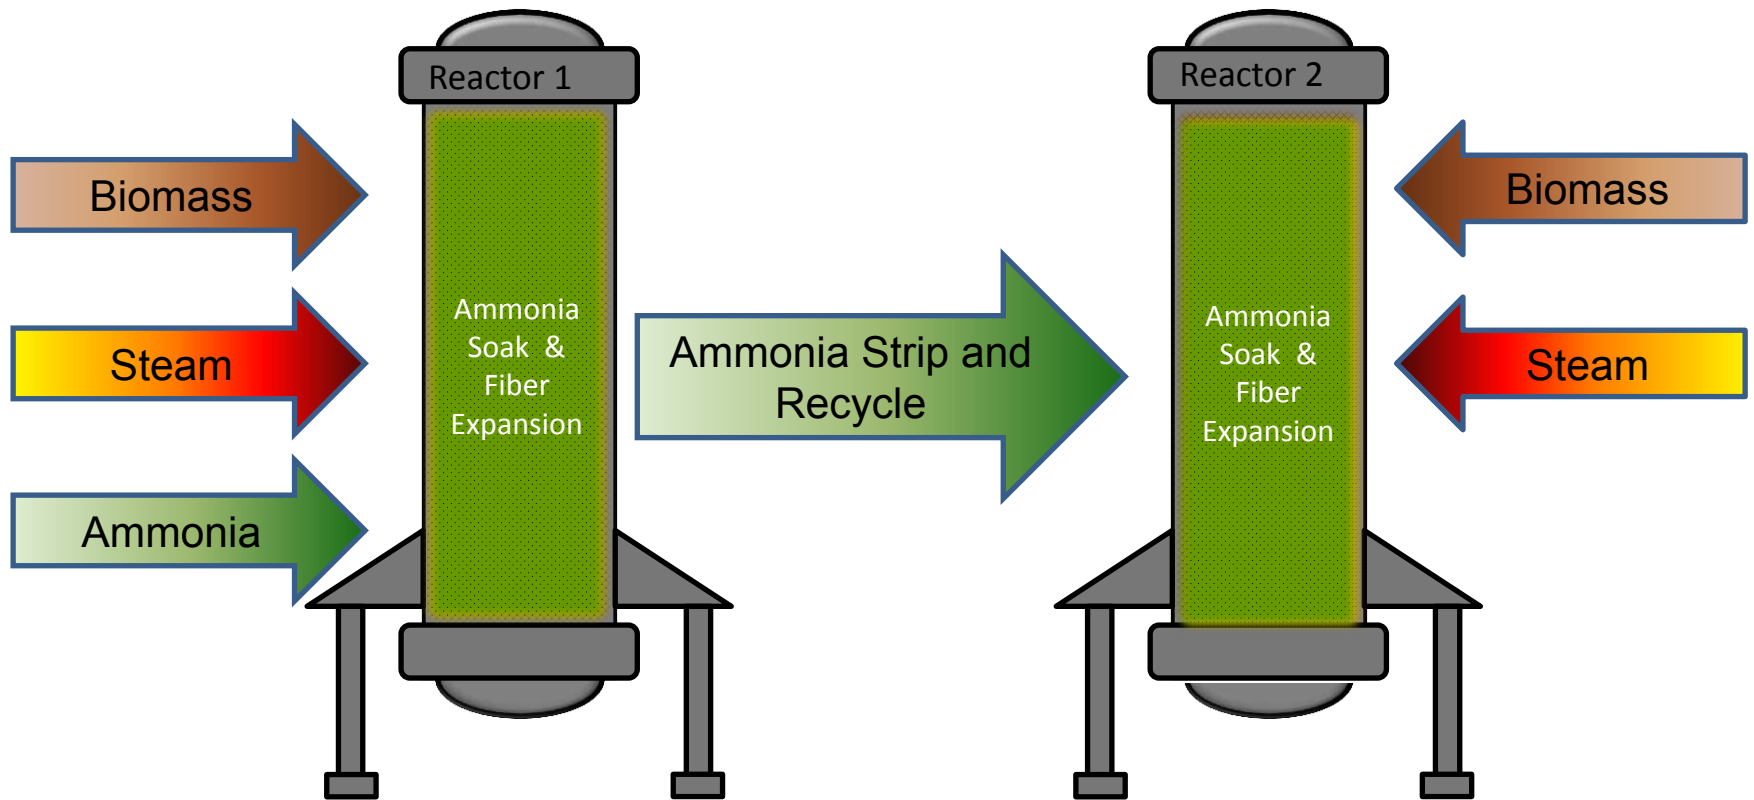 Reactor 1
Reactor 2
Biomass
Steam
Ammonia
Ammonia
Soak & 
Fiber
Expansion
Ammonia Strip and
Recycle
Ammonia
Soak &
Fiber
Expansion
Biomass
Steam